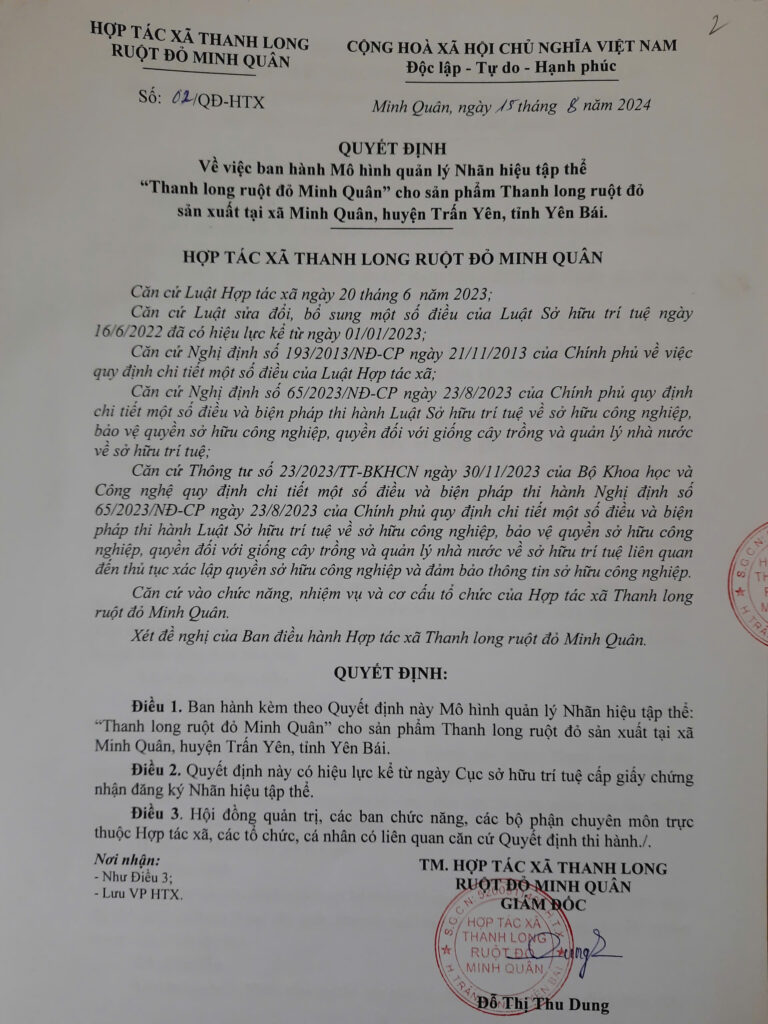 2
HỢP TÁC XÃ THANH LONG
RUỘT ĐỎ MINH QUÂN
CỘNG HOÀ XÃ HỘI CHỦ NGHĨA VIỆT NAM
Độc lập - Tự do - Hạnh phúc
Số: 02/QĐ-HTX
Minh Quân, ngày 15 tháng 8 năm 2024
QUYẾT ĐỊNH
Về việc ban hành Mô hình quản lý Nhãn hiệu tập thể
“Thanh long ruột đỏ Minh Quân” cho sản phẩm Thanh long ruột đỏ
sản xuất tại xã Minh Quân, huyện Trấn Yên, tỉnh Yên Bái.
HỢP TÁC XÃ THANH LONG RUỘT ĐỎ MINH QUÂN
Căn cứ Luật Hợp tác xã ngày 20 tháng 6 năm 2023;
Căn cứ Luật sửa đổi, bổ sung một số điều của Luật Sở hữu trí tuệ ngày
16/6/2022 đã có hiệu lực kể từ ngày 01/01/2023;
Căn cứ Nghị định số 193/2013/NĐ-CP ngày 21/11/2013 của Chính phủ về việc
quy định chi tiết một số điều của Luật Hợp tác xã;
Căn cứ Nghị định số 65/2023/NĐ-CP ngày 23/8/2023 của Chính phủ quy định
chi tiết một số điều và biện pháp thi hành Luật Sở hữu trí tuệ về sở hữu công nghiệp,
bảo vệ quyền sở hữu công nghiệp, quyền đối với giống cây trồng và quản lý nhà nước
về sở hữu trí tuệ;
Căn cứ Thông tư số 23/2023/TT-BKHCN ngày 30/11/2023 của Bộ Khoa học và
Công nghệ quy định chi tiết một số điều và biện pháp thi hành Nghị định số
65/2023/NĐ-CP ngày 23/8/2023 của Chính phủ quy định chi tiết một số điều và biện
pháp thi hành Luật Sở hữu trí tuệ về sở hữu công nghiệp, bảo vệ quyền sở hữu công
nghiệp, quyền đối với giống cây trồng và quản lý nhà nước về sở hữu trí tuệ liên quan
đến thủ tục xác lập quyền sở hữu công nghiệp và đảm bảo thông tin sở hữu công nghiệp.
Căn cứ vào chức năng, nhiệm vụ và cơ cấu tổ chức của Hợp tác xã Thanh long
ruột đỏ Minh Quân.
Xét đề nghị của Ban điều hành Hợp tác xã Thanh long ruột đỏ Minh Quân.
QUYẾT ĐỊNH:
Điều 1. Ban hành kèm theo Quyết định này Mô hình quản lý Nhãn hiệu tập thể:
“Thanh long ruột đỏ Minh Quân” cho sản phẩm Thanh long ruột đỏ sản xuất tại xã
Minh Quân, huyện Trấn Yên, tỉnh Yên Bái.
Điều 2. Quyết định này có hiệu lực kể từ ngày Cục sở hữu trí tuệ cấp giấy chứng
nhận đăng ký Nhãn hiệu tập thể.
Điều 3. Hội đồng quản trị, các ban chức năng, các bộ phận chuyên môn trực
thuộc Hợp tác xã, các tổ chức, cá nhân có liên quan căn cứ Quyết định thi hành./.
Nơi nhận:
- Như Điều 3;
- Lưu VP HTX.
TM. HỢP TÁC XÃ THANH LONG
RUỘT ĐỎ MINH QUÂN
GIÁM ĐỐC
HỢP TÁC XÃ
THANH LONG
RUỘT ĐỎ
MINH QUÂN
Dung
Đỗ Thị Thu Dung